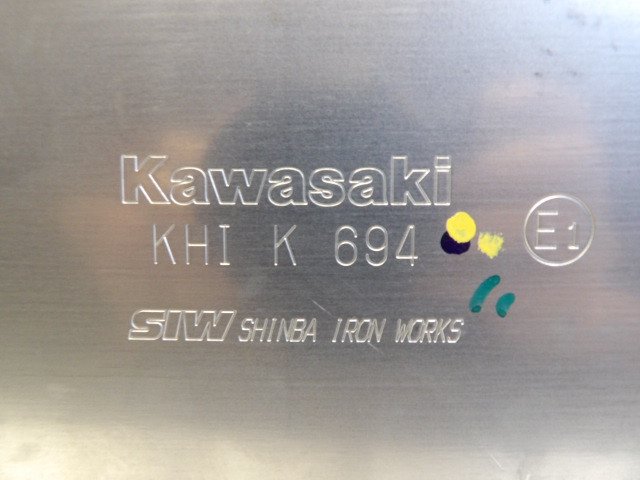 Kawasaki
KHI K 694 E1
SIW SHINBA IRON WORKS